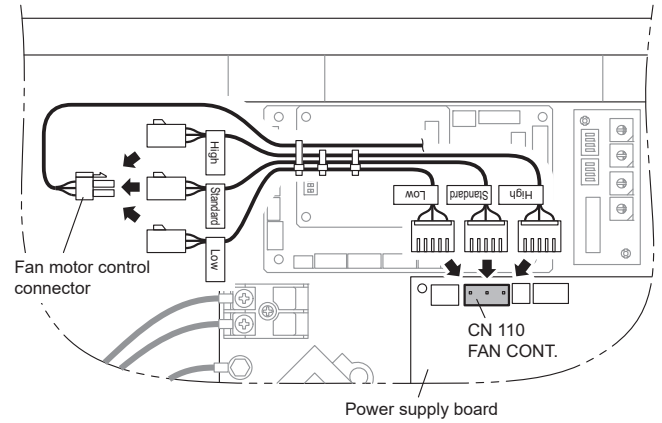 High
Standard
Low
Low
Standard
High
Fan motor control
connector
CN 110
FAN CONT.
Power supply board